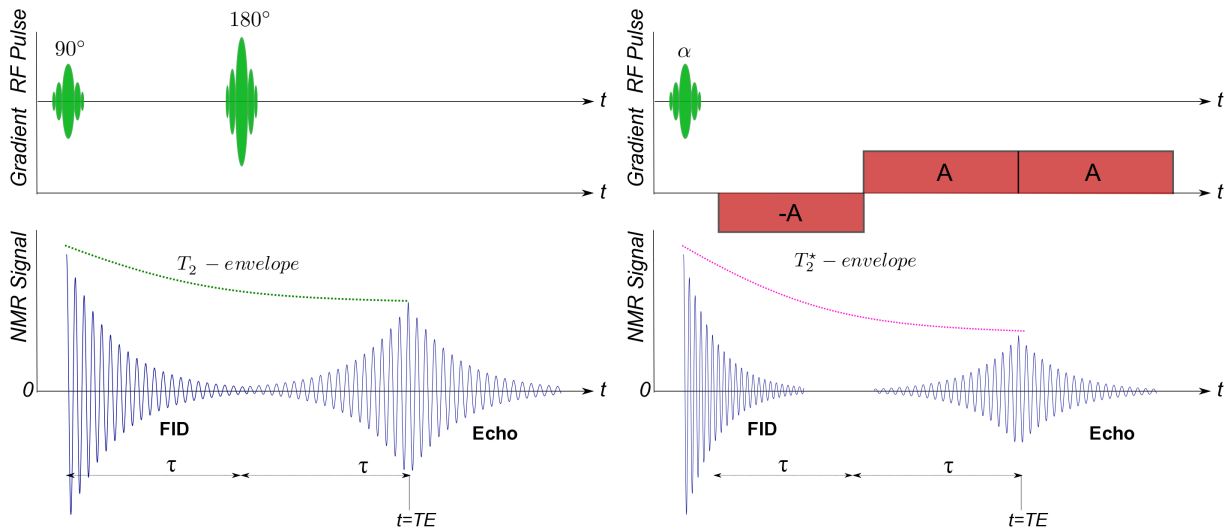 RF Pulse
90°
180°
t
Gradient
t
NMR Signal
T₂ − envelope
0
t
FID
Echo
τ
τ
t=TE
RF Pulse
α
t
Gradient
-A
A
A
t
NMR Signal
T₂⋆ − envelope
0
t
FID
Echo
τ
τ
t=TE